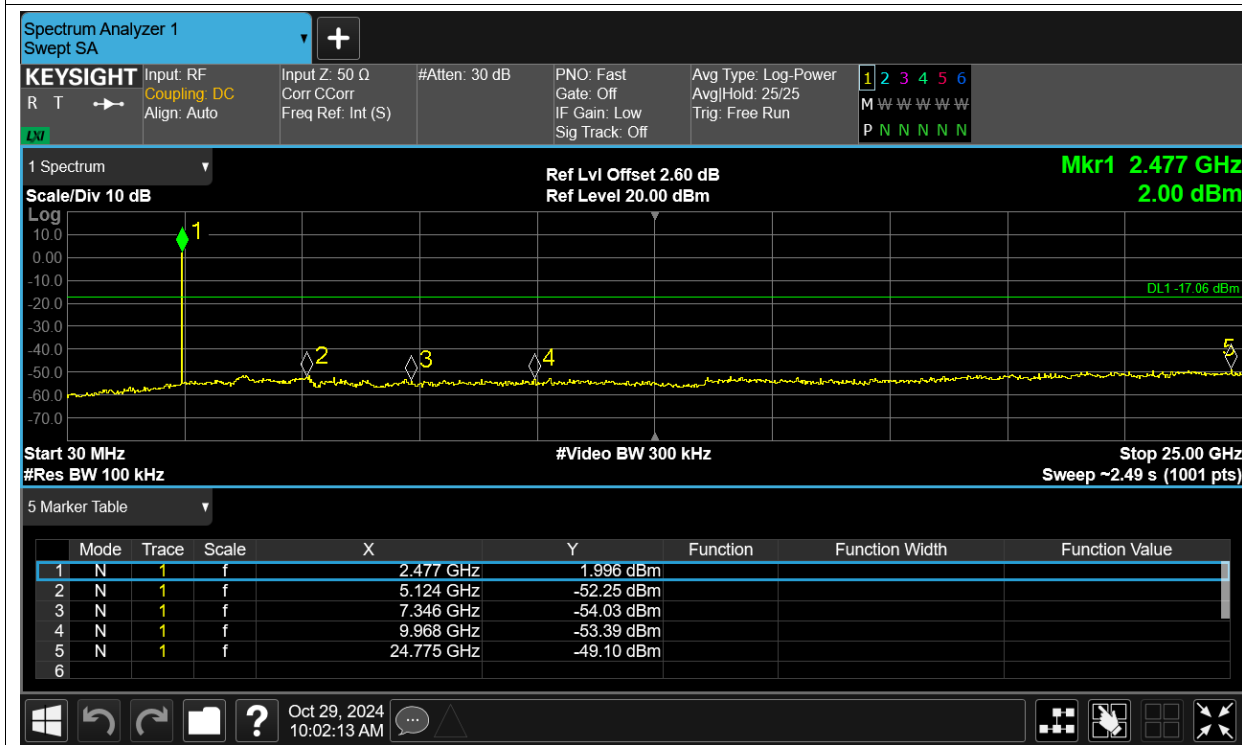 Spectrum Analyzer 1
Swept SA
+
KEYSIGHT
R T
LXI
Input: RF
Coupling: DC
Align: Auto
Input Z: 50 Ω
Corr CCorr
Freq Ref: Int (S)
#Atten: 30 dB
PNO: Fast
Gate: Off
IF Gain: Low
Sig Track: Off
Avg Type: Log-Power
Avg|Hold: 25/25
Trig: Free Run
1 2 3 4 5 6
M W W W W W
P N N N N N
1 Spectrum
Scale/Div 10 dB
Ref Lvl Offset 2.60 dB
Ref Level 20.00 dBm
Mkr1 2.477 GHz
2.00 dBm
Log
10.0
0.00
-10.0
-20.0
-30.0
-40.0
-50.0
-60.0
-70.0
1
DL1 -17.06 dBm
2
3
4
5
Start 30 MHz
#Res BW 100 kHz
#Video BW 300 kHz
Stop 25.00 GHz
Sweep ~2.49 s (1001 pts)
5 Marker Table
Mode Trace Scale X Y Function Function Width Function Value
1 N 1 f 2.477 GHz 1.996 dBm
2 N 1 f 5.124 GHz -52.25 dBm
3 N 1 f 7.346 GHz -54.03 dBm
4 N 1 f 9.968 GHz -53.39 dBm
5 N 1 f 24.775 GHz -49.10 dBm
6
?
Oct 29, 2024
10:02:13 AM